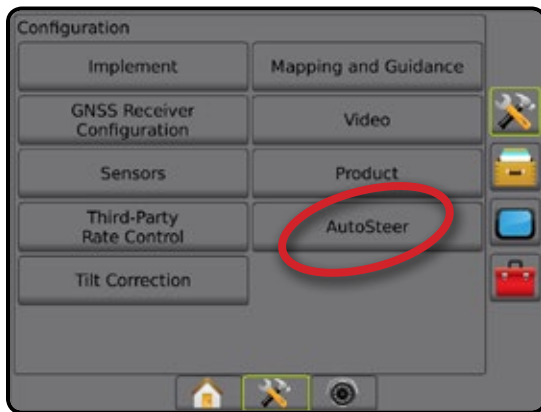 Configuration
Implement
Mapping and Guidance
GNSS Receiver
Configuration
Video
Sensors
Product
Third-Party
Rate Control
AutoSteer
Tilt Correction